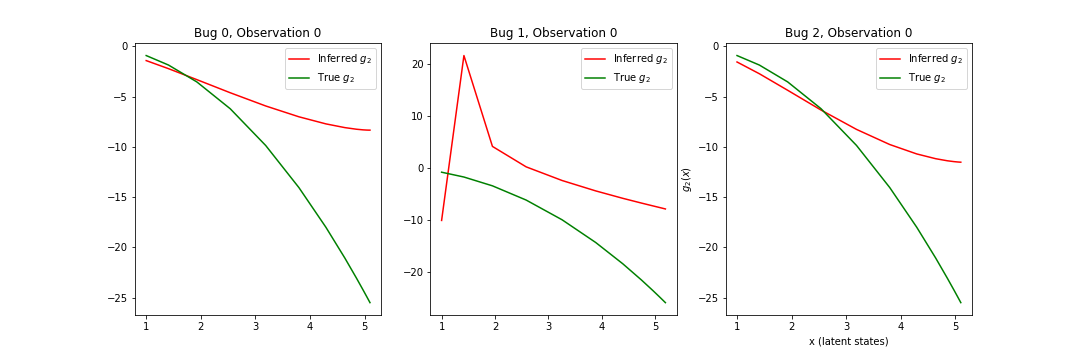 Bug 0, Observation 0
Inferred g₂
True g₂
0
−5
−10
−15
−20
−25
1 2 3 4 5
Bug 1, Observation 0
Inferred g₂
True g₂
20
10
0
−10
−20
1 2 3 4 5
Bug 2, Observation 0
Inferred g₂
True g₂
g₂(x)
0
−5
−10
−15
−20
−25
1 2 3 4 5
x (latent states)